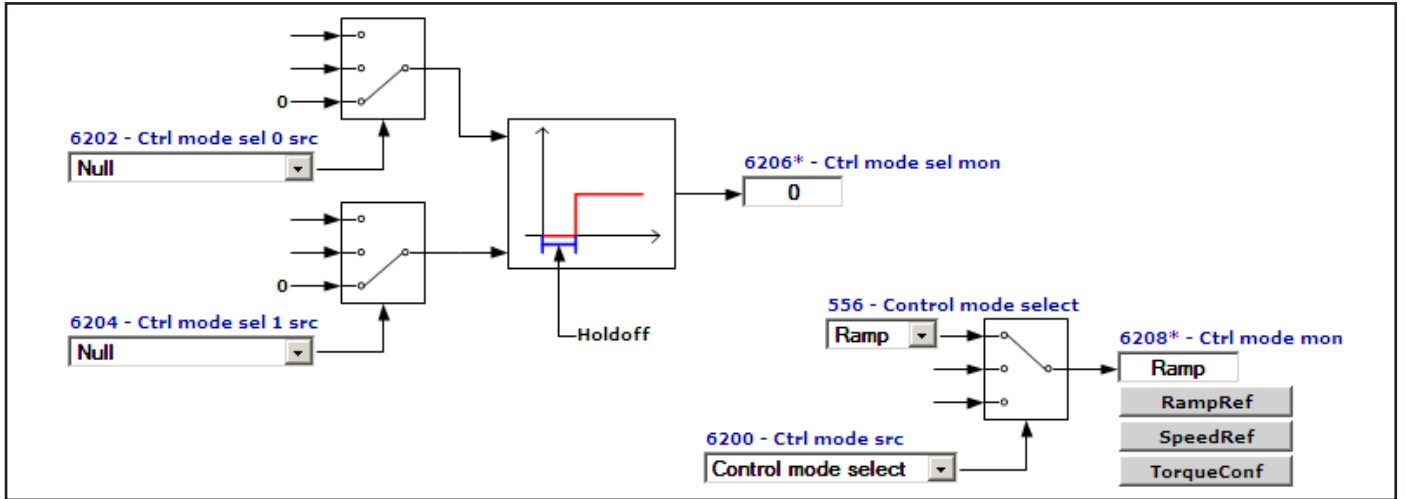 0
6202 - Ctrl mode sel 0 src
Null
6206* - Ctrl mode sel mon
0
0
6204 - Ctrl mode sel 1 src
Null
Holdoff
556 - Control mode select
Ramp
6208* - Ctrl mode mon
Ramp
RampRef
6200 - Ctrl mode src
SpeedRef
Control mode select
TorqueConf